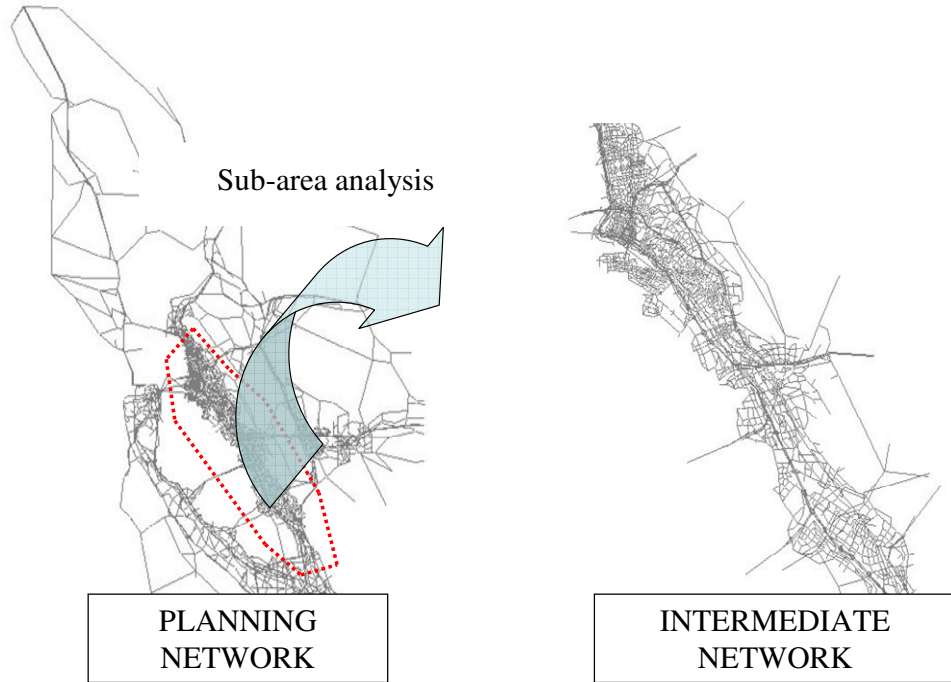 Sub-area analysis
PLANNING
NETWORK
INTERMEDIATE
NETWORK